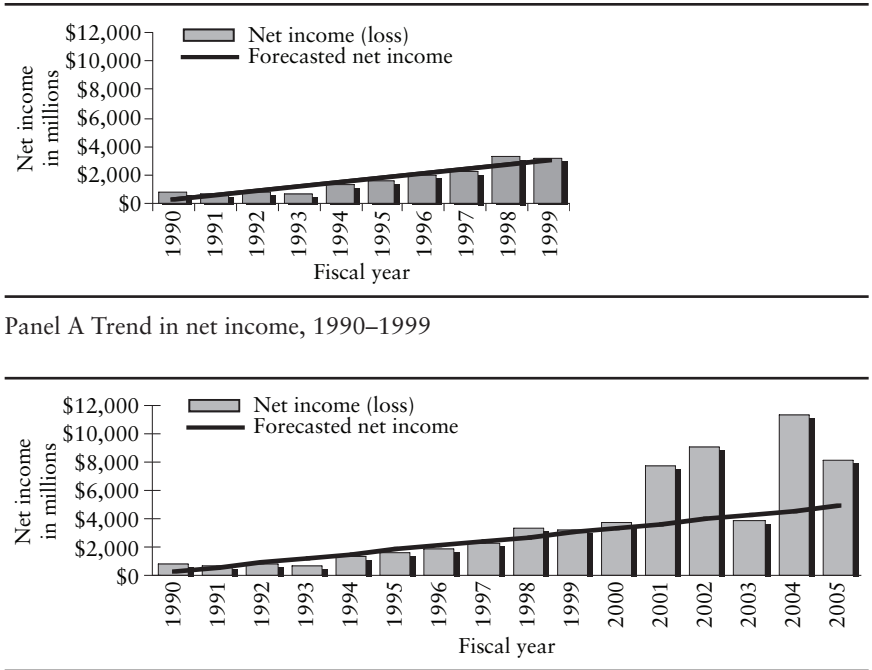 Net income
in millions
$12,000
$10,000
$8,000
$6,000
$4,000
$2,000
$0
Net income (loss)
Forecasted net income
1990 1991 1992 1993 1994 1995 1996 1997 1998 1999
Fiscal year
Panel A Trend in net income, 1990–1999
Net income
in millions
$12,000
$10,000
$8,000
$6,000
$4,000
$2,000
$0
Net income (loss)
Forecasted net income
1990 1991 1992 1993 1994 1995 1996 1997 1998 1999 2000 2001 2002 2003 2004 2005
Fiscal year